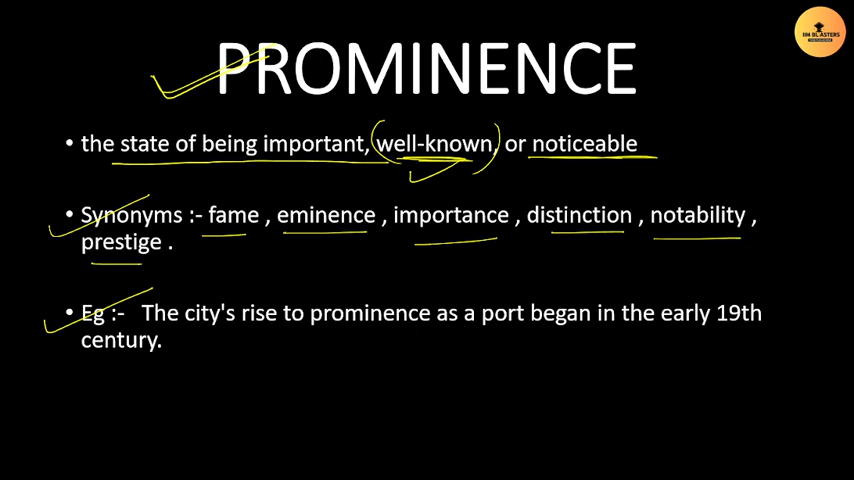 IIM BLASTERS
PROMINENCE
• the state of being important, well-known, or noticeable
• Synonyms :- fame , eminence , importance , distinction , notability ,
prestige .
• Eg :- The city's rise to prominence as a port began in the early 19th
century.